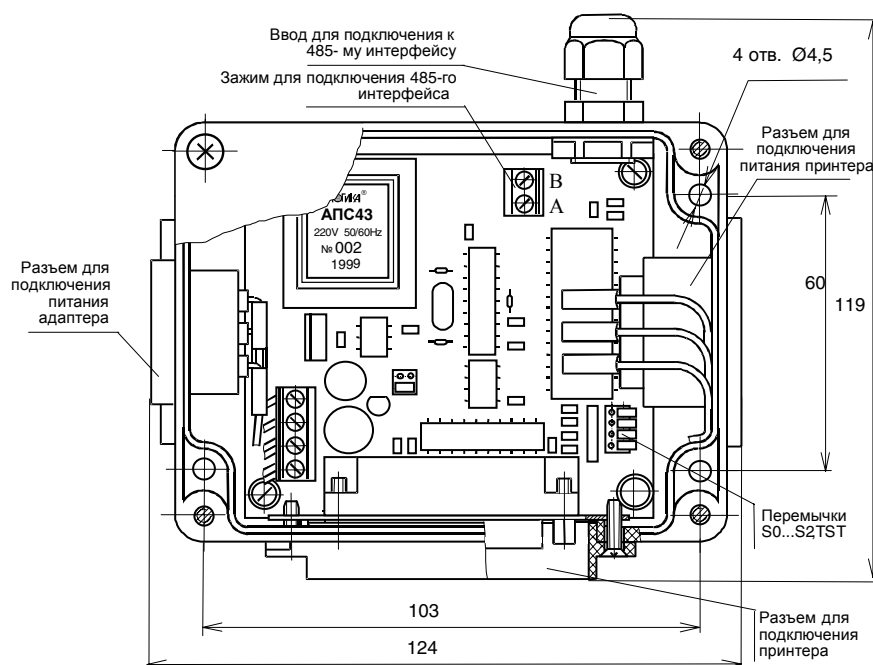 Ввод для подключения к
485- му интерфейсу
Зажим для подключения 485-го
интерфейса
4 отв. Ø4,5
Разъем для
подключения
питания принтера
B
A
АПС43
220V 50/60Hz
№ 002
1999
Разъем для
подключения
питания
адаптера
60
119
Перемычки
S0...S2,TST
103
124
Разъем для
подключения
принтера